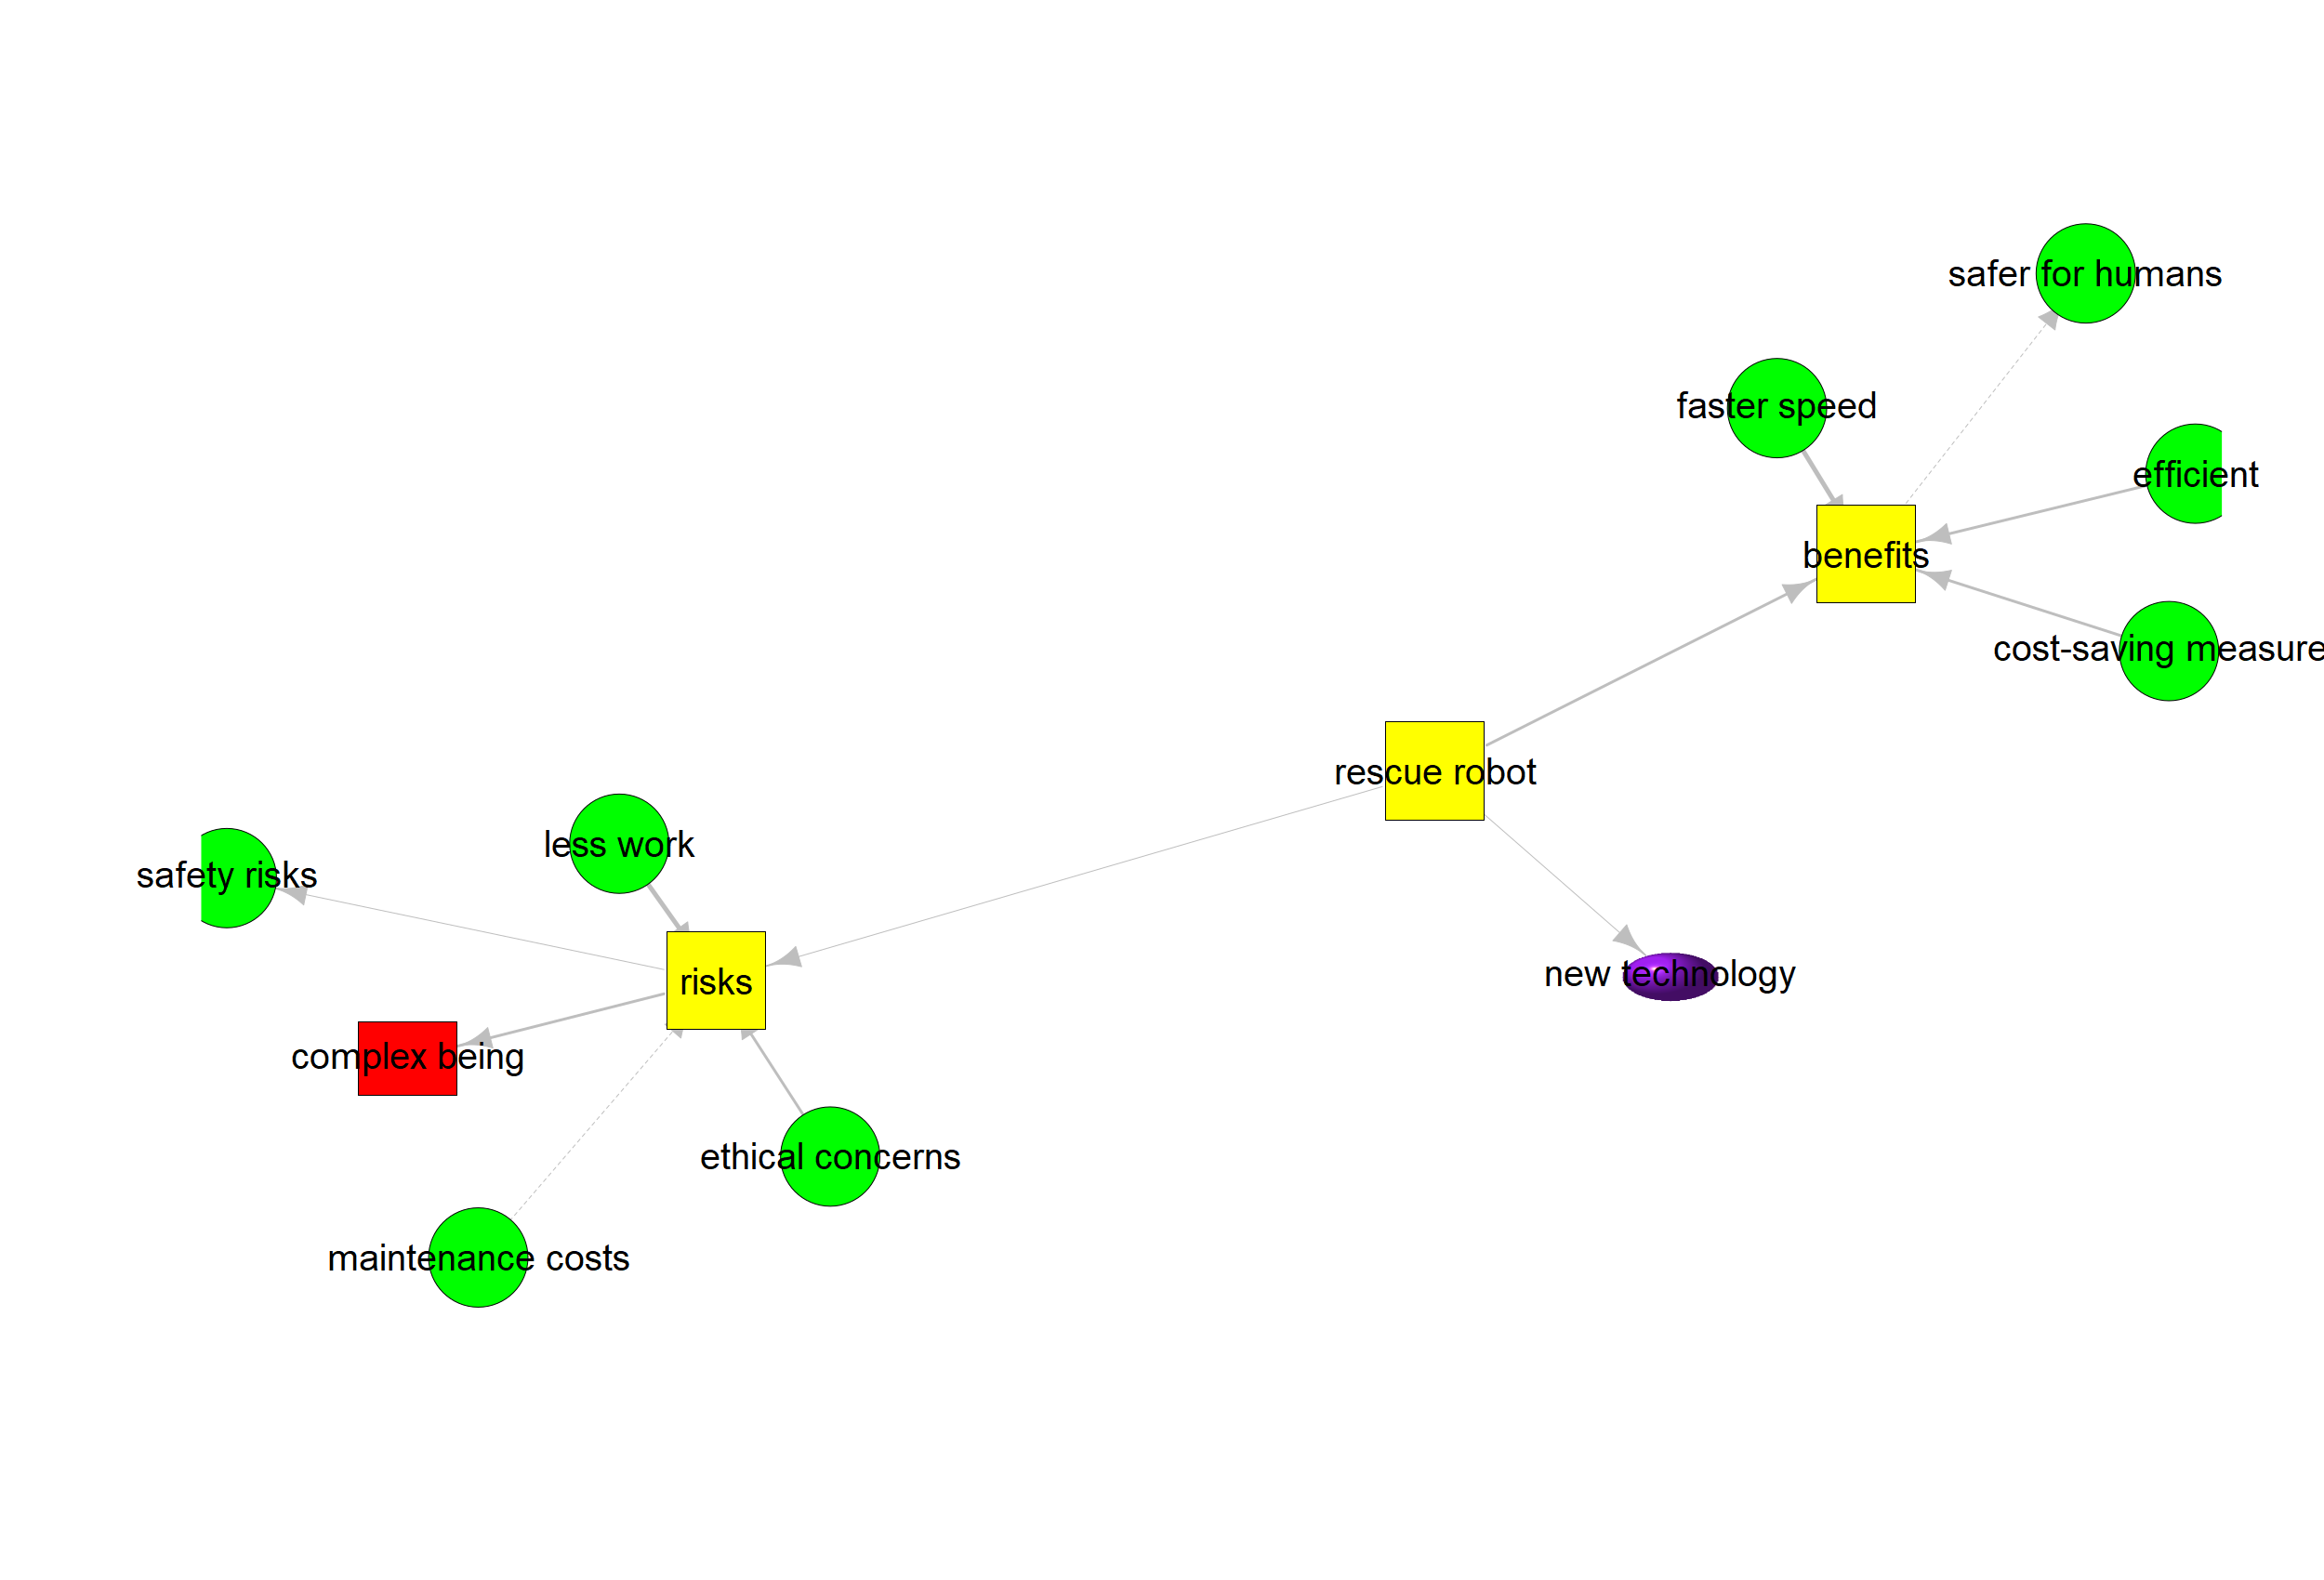 safer for humans
faster speed
efficient
benefits
cost-saving measure
rescue robot
less work
safety risks
new technology
risks
complex being
ethical concerns
maintenance costs